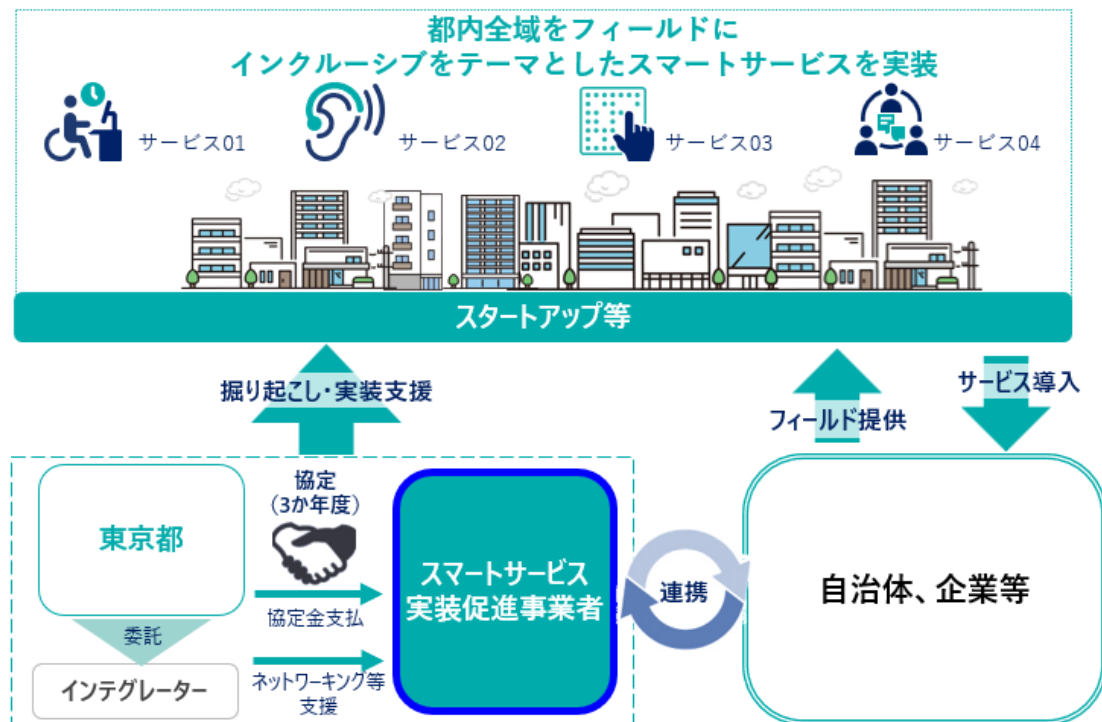 都内全域をフィールドに
インクルーシブをテーマとしたスマートサービスを実装
サービス01
サービス02
サービス03
サービス04
スタートアップ等
掘り起こし・実装支援
フィールド提供
サービス導入
東京都
協定
(3か年度)
協定金支払
委託
インテグレーター
ネットワーキング等
支援
スマートサービス
実装促進事業者
連携
自治体、企業等